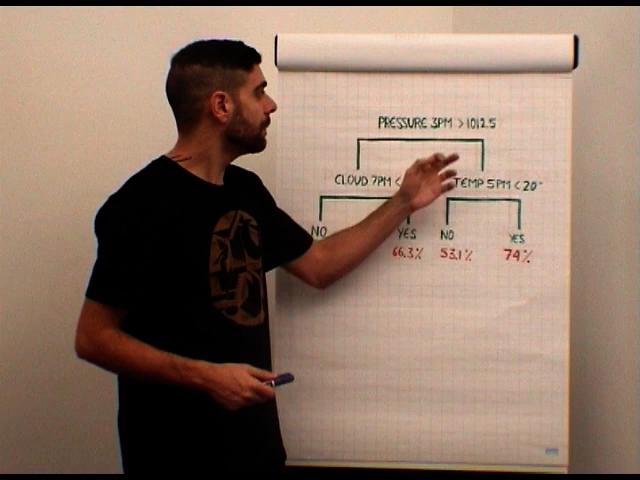 PRESSURE 3PM >1012.5
CLOUD 7PM < TEMP 5PM < 20°
NO YES NO YES
66.3% 53.1% 74%